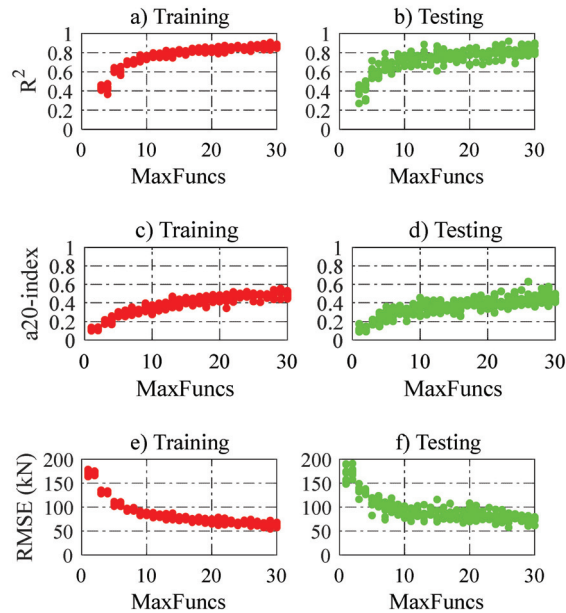 a) Training
b) Testing
R²
1
0.8
0.6
0.4
0.2
0
0 10 20 30
MaxFuncs
1
0.8
0.6
0.4
0.2
0
0 10 20 30
MaxFuncs
c) Training
d) Testing
a20-index
1
0.8
0.6
0.4
0.2
0
0 10 20 30
MaxFuncs
1
0.8
0.6
0.4
0.2
0
0 10 20 30
MaxFuncs
e) Training
f) Testing
RMSE (kN)
200
150
100
50
0
0 10 20 30
MaxFuncs
200
150
100
50
0
0 10 20 30
MaxFuncs